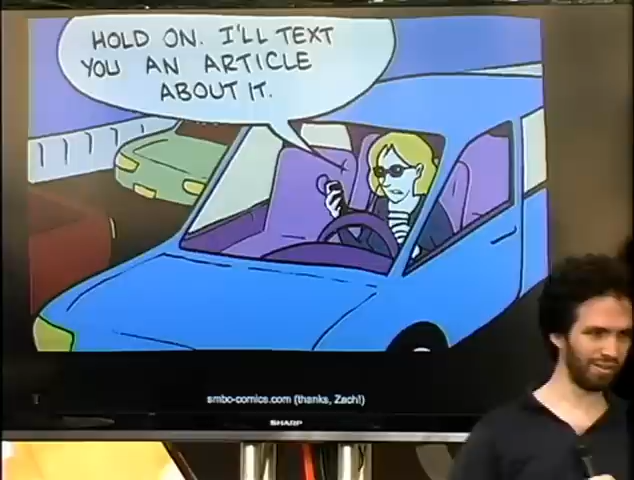 HOLD ON. I'LL TEXT
YOU AN ARTICLE
ABOUT IT.
smbc-comics.com (thanks, Zach!)
SHARP